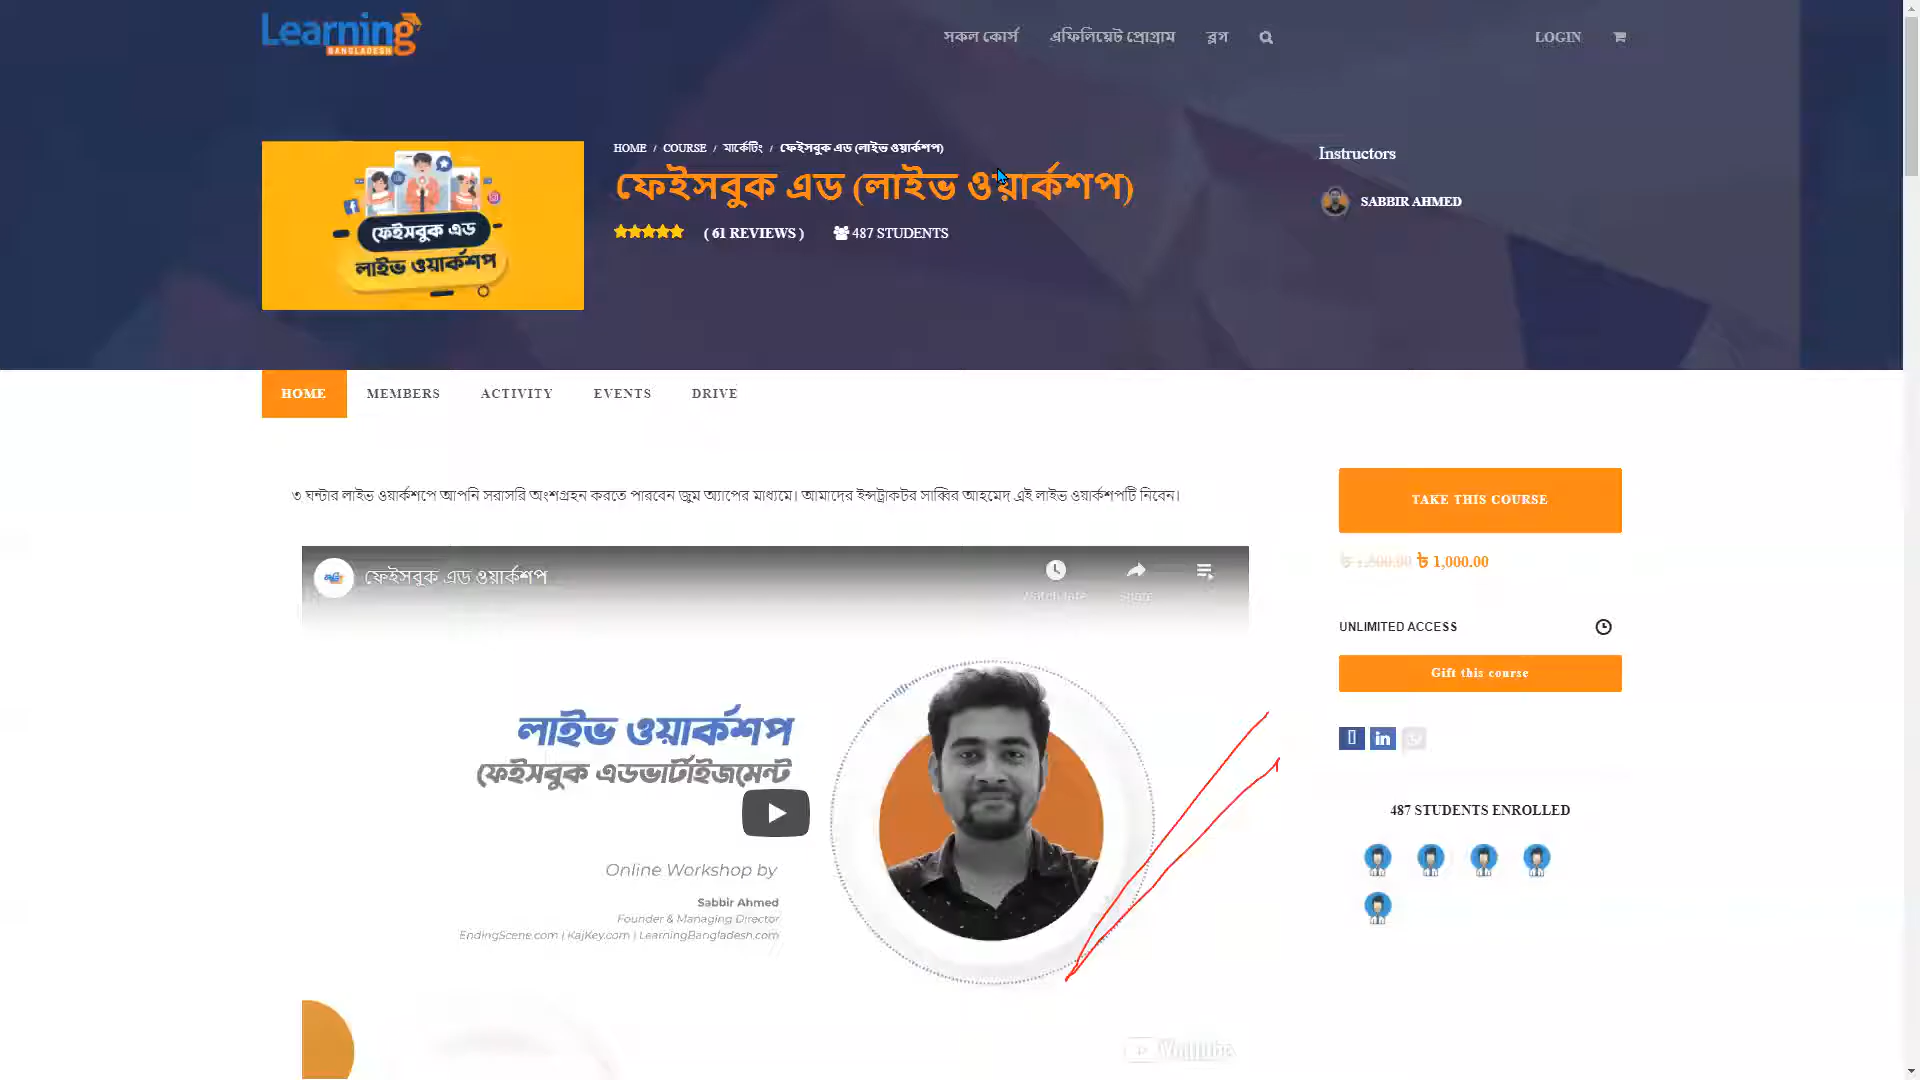 Learning
BANGLADESH
সকল কোর্স এফিলিয়েট প্রোগ্রাম ব্লগ
LOGIN
ফেইসবুক এড
লাইভ ওয়ার্কশপ
HOME / COURSE / মার্কেটিং / ফেইসবুক এড (লাইভ ওয়ার্কশপ)
ফেইসবুক এড (লাইভ ওয়ার্কশপ)
( 61 REVIEWS ) 487 STUDENTS
Instructors
SABBIR AHMED
HOME MEMBERS ACTIVITY EVENTS DRIVE
৩ ঘন্টার লাইভ ওয়ার্কশপে আপনি সরাসরি অংশগ্রহন করতে পারবেন জুম অ্যাপের মাধ্যমে। আমাদের ইন্সট্রাকটর সাব্বির আহমেদ এই লাইভ ওয়ার্কশপটি নিবেন।
ফেইসবুক এড ওয়ার্কশপ
Share
লাইভ ওয়ার্কশপ
ফেইসবুক এডভার্টাইজমেন্ট
Online Workshop by
Sabbir Ahmed
Founder & Managing Director
EndingScene.com | KajKey.com | LearningBangladesh.com
YouTube
TAKE THIS COURSE
৳ 1,000.00
UNLIMITED ACCESS
Gift this course
in
487 STUDENTS ENROLLED